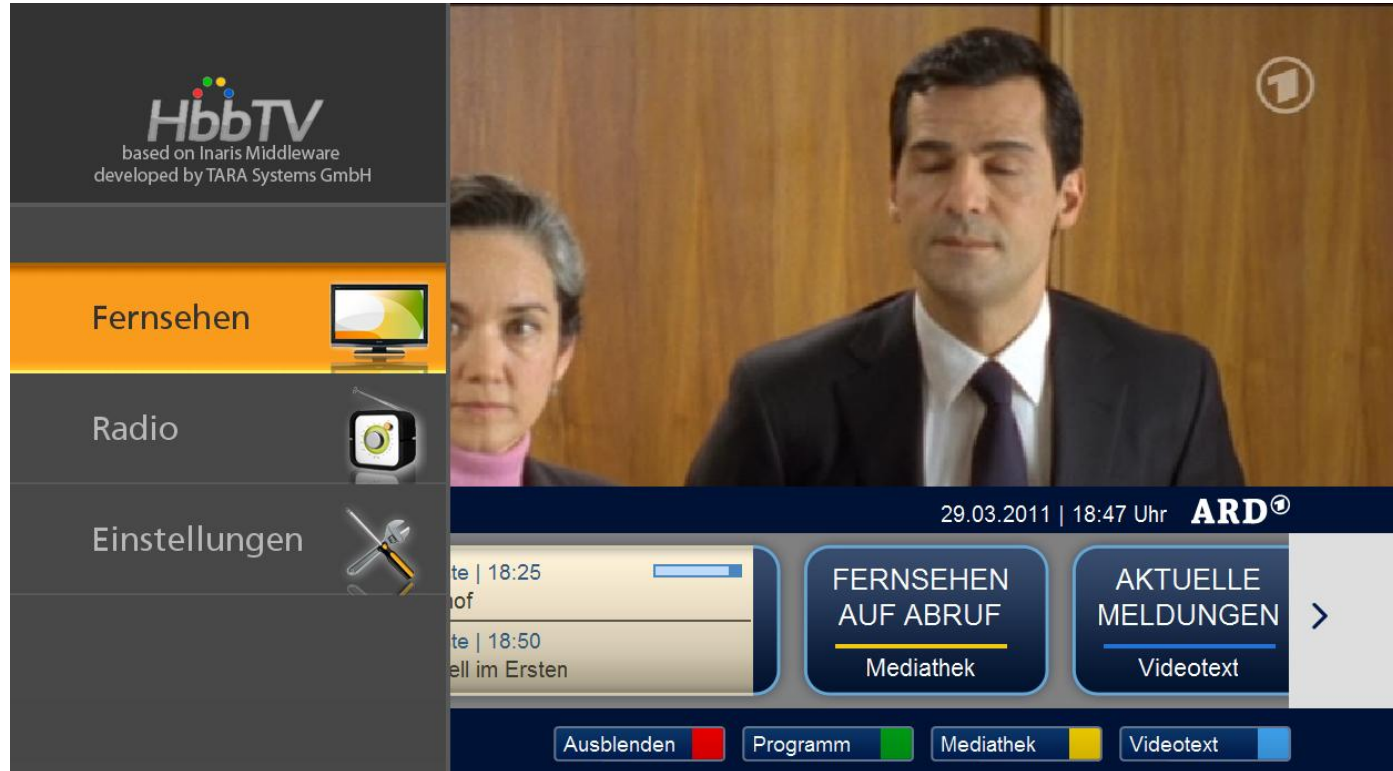 HbbTV
based on Inaris Middleware
developed by TARA Systems GmbH
Fernsehen
Radio
Einstellungen
1
29.03.2011 | 18:47 Uhr ARD1
te | 18:25
hof
te | 18:50
ell im Ersten
FERNSEHEN
AUF ABRUF
Mediathek
AKTUELLE
MELDUNGEN
Videotext
Ausblenden
Programm
Mediathek
Videotext